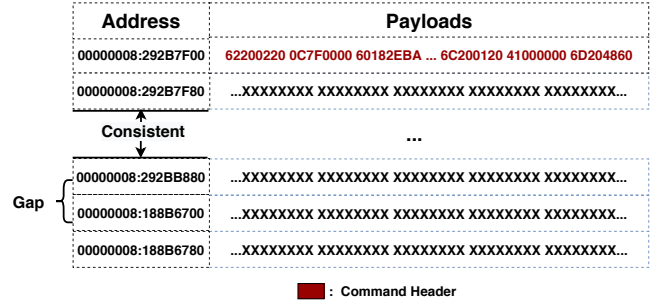 Address Payloads
00000008:292B7F00 62200220 0C7F0000 60182EBA ... 6C200120 41000000 6D204860
00000008:292B7F80 ...XXXXXXXX XXXXXXXX XXXXXXXX XXXXXXXX XXXXXXXX...
Consistent ...
00000008:292BB880 ...XXXXXXXX XXXXXXXX XXXXXXXX XXXXXXXX XXXXXXXX...
Gap 00000008:188B6700 ...XXXXXXXX XXXXXXXX XXXXXXXX XXXXXXXX XXXXXXXX...
00000008:188B6780 ...XXXXXXXX XXXXXXXX XXXXXXXX XXXXXXXX XXXXXXXX...
: Command Header